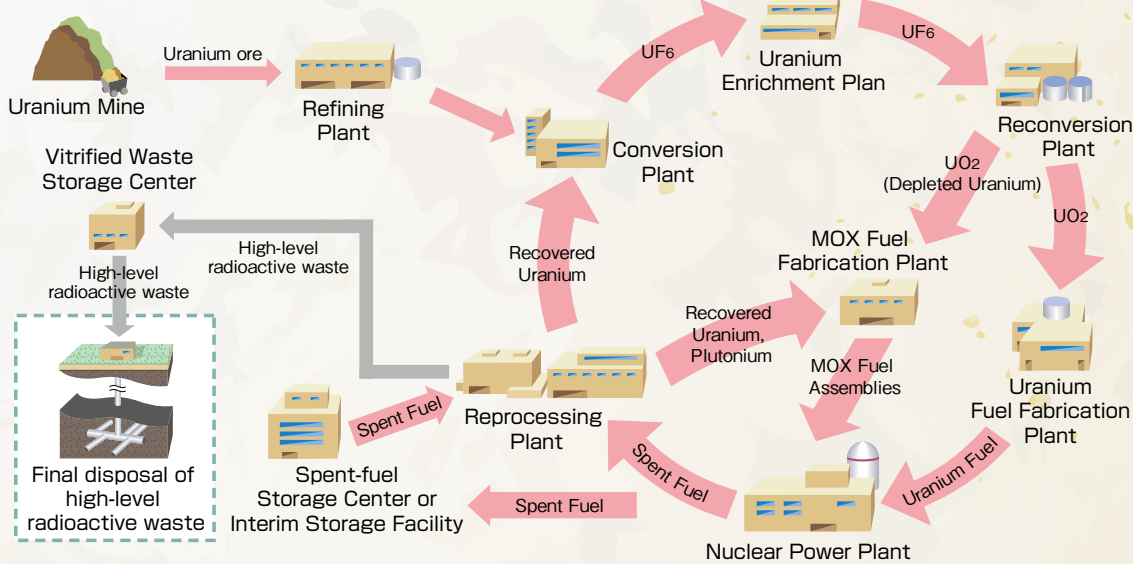 Uranium ore
Uranium Mine
Refining
Plant
UF6
Uranium
Enrichment Plan
UF6
Reconversion
Plant
Conversion
Plant
Vitrified Waste
Storage Center
High-level
radioactive waste
High-level
radioactive waste
Recovered
Uranium
UO2
(Depleted Uranium)
UO2
MOX Fuel
Fabrication Plant
Recovered
Uranium,
Plutonium
MOX Fuel
Assemblies
Uranium
Fuel Fabrication
Plant
Reprocessing
Plant
Spent Fuel
Spent-fuel
Storage Center or
Interim Storage Facility
Spent Fuel
Spent Fuel
Uranium Fuel
Nuclear Power Plant
Final disposal of
high-level
radioactive waste